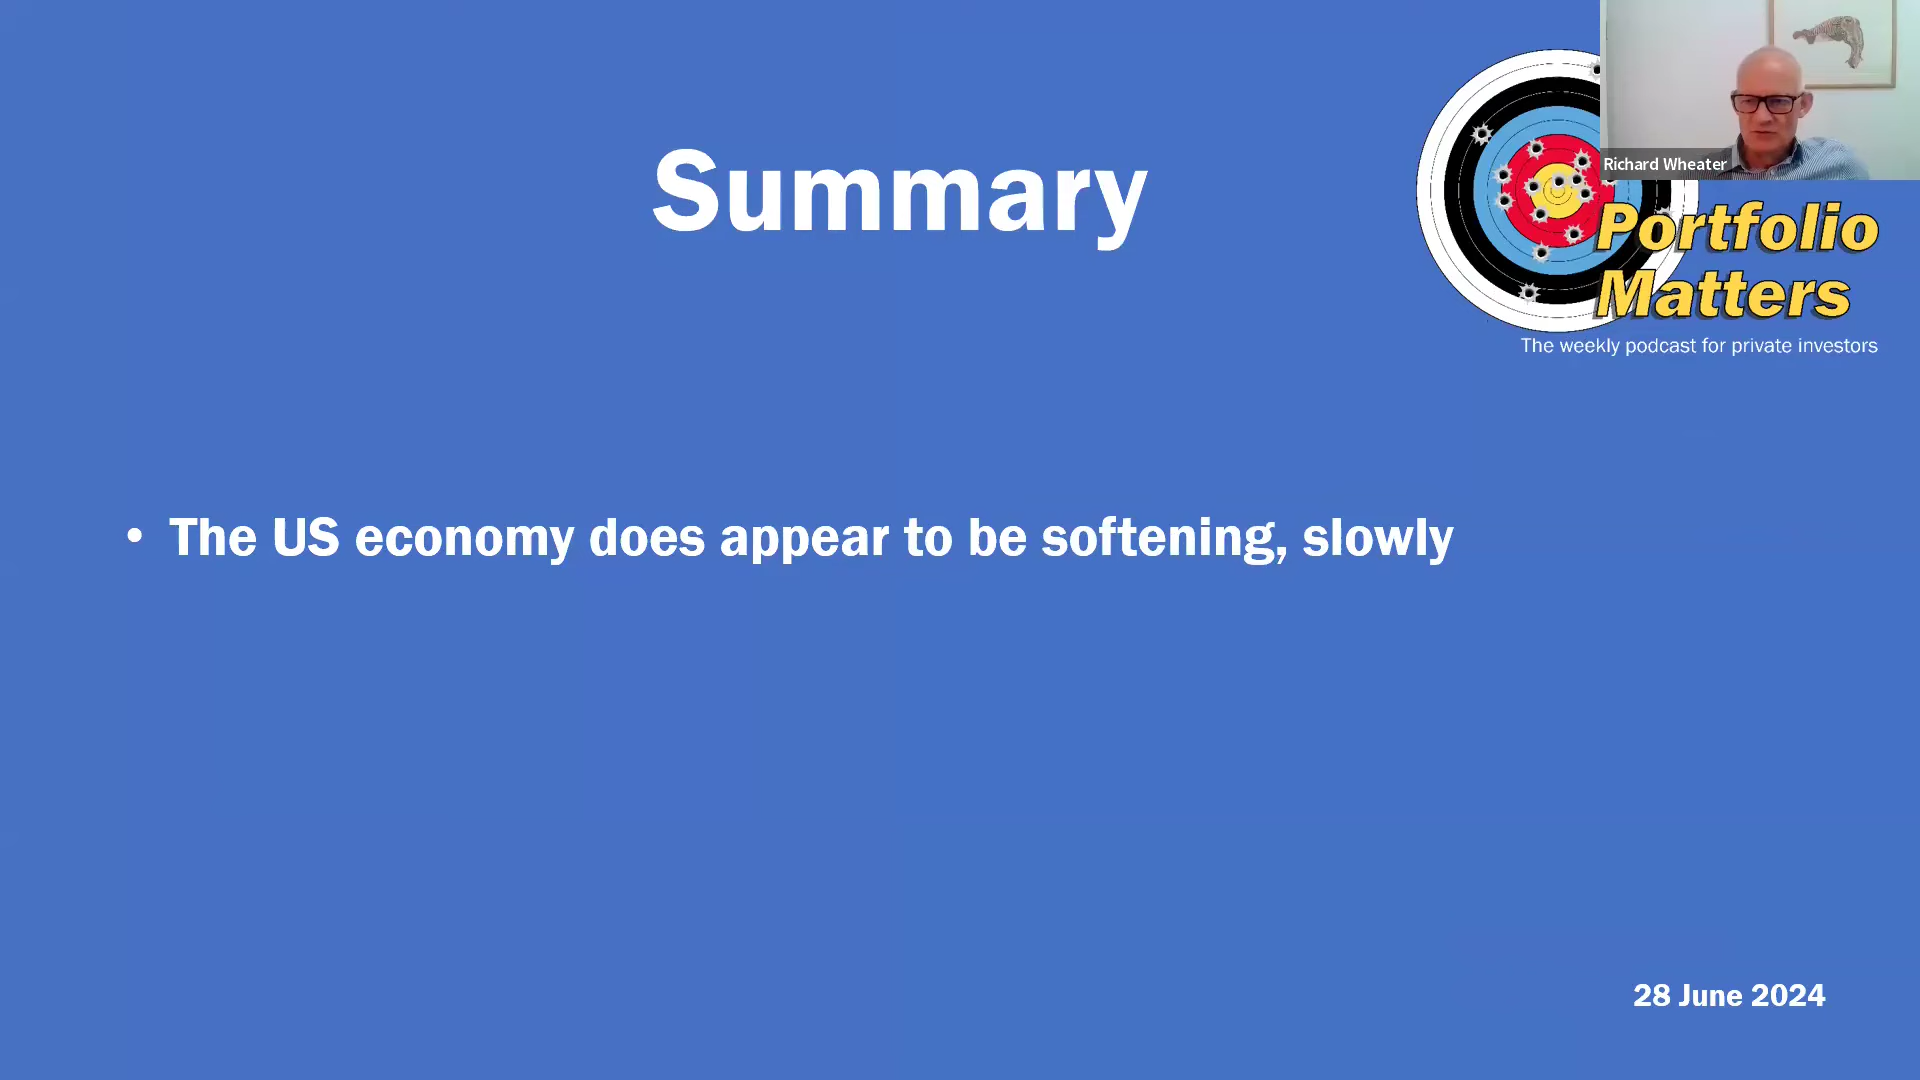 Summary
Richard Wheater
Portfolio
Matters
The weekly podcast for private investors
• The US economy does appear to be softening, slowly
28 June 2024